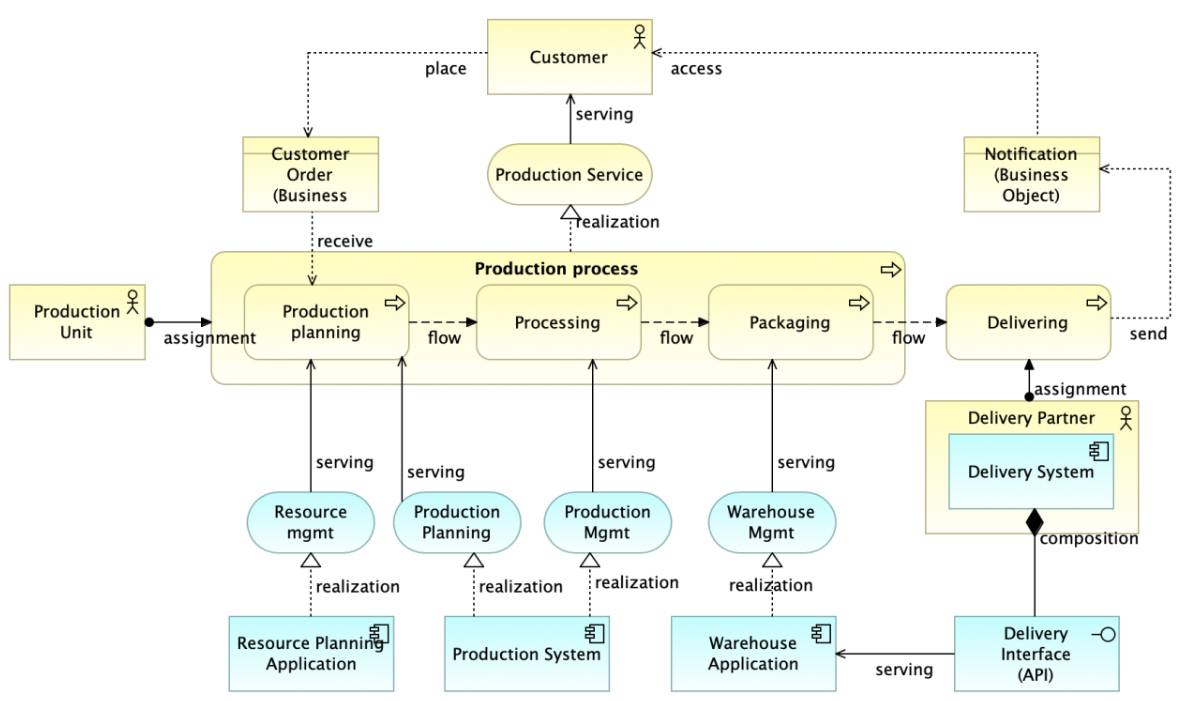 Customer
place
access
serving
Customer
Order
(Business
Production Service
Notification
(Business
Object)
realization
receive
Production process
Production
Unit
assignment
Production
planning
flow
Processing
flow
Packaging
flow
Delivering
send
assignment
Delivery Partner
Delivery System
composition
serving
serving
serving
serving
Resource
mgmt
Production
Planning
Production
Mgmt
Warehouse
Mgmt
realization
realization
realization
realization
Resource Planning
Application
Production System
Warehouse
Application
serving
Delivery
Interface
(API)